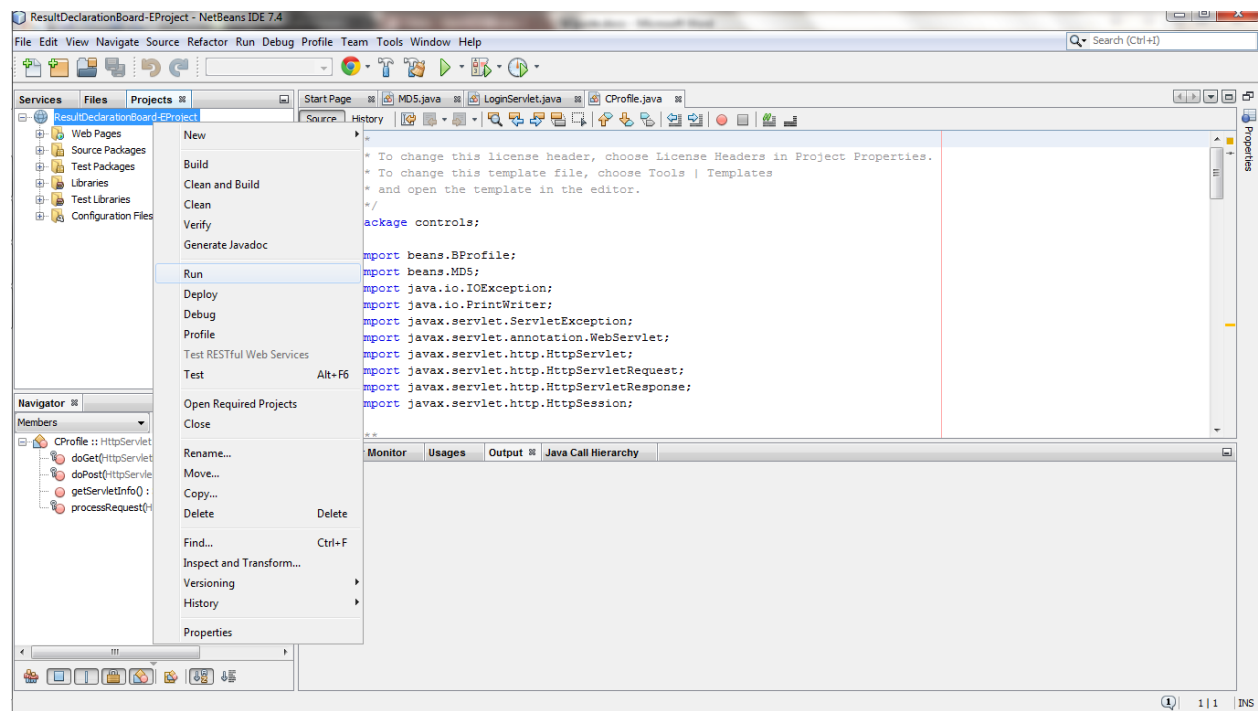 ResultDeclarationBoard-EProject - NetBeans IDE 7.4
File Edit View Navigate Source Refactor Run Debug Profile Team Tools Window Help
Search (Ctrl+I)
Services Files Projects
Start Page MD5.java LoginServlet.java CProfile.java
ResultDeclarationBoard-EProject
Web Pages
Source Packages
Test Packages
Libraries
Test Libraries
Configuration Files
New
Build
Clean and Build
Clean
Verify
Generate Javadoc
Run
Deploy
Debug
Profile
Test RESTful Web Services
Test Alt+F6
Open Required Projects
Close
Rename...
Move...
Copy...
Delete Delete
Find... Ctrl+F
Inspect and Transform...
Versioning
History
Properties
Source History
*
* To change this license header, choose License Headers in Project Properties.
* To change this template file, choose Tools | Templates
* and open the template in the editor.
*/
ackage controls;
mport beans.BProfile;
mport beans.MD5;
mport java.io.IOException;
mport java.io.PrintWriter;
mport javax.servlet.ServletException;
mport javax.servlet.annotation.WebServlet;
mport javax.servlet.http.HttpServlet;
mport javax.servlet.http.HttpServletRequest;
mport javax.servlet.http.HttpServletResponse;
mport javax.servlet.http.HttpSession;
**
Properties
Navigator
Members
CProfile :: HttpServlet
doGet(HttpServlet
doPost(HttpServle
getServletInfo() :
processRequest(H
Monitor Usages Output Java Call Hierarchy
1 1 | 1 INS